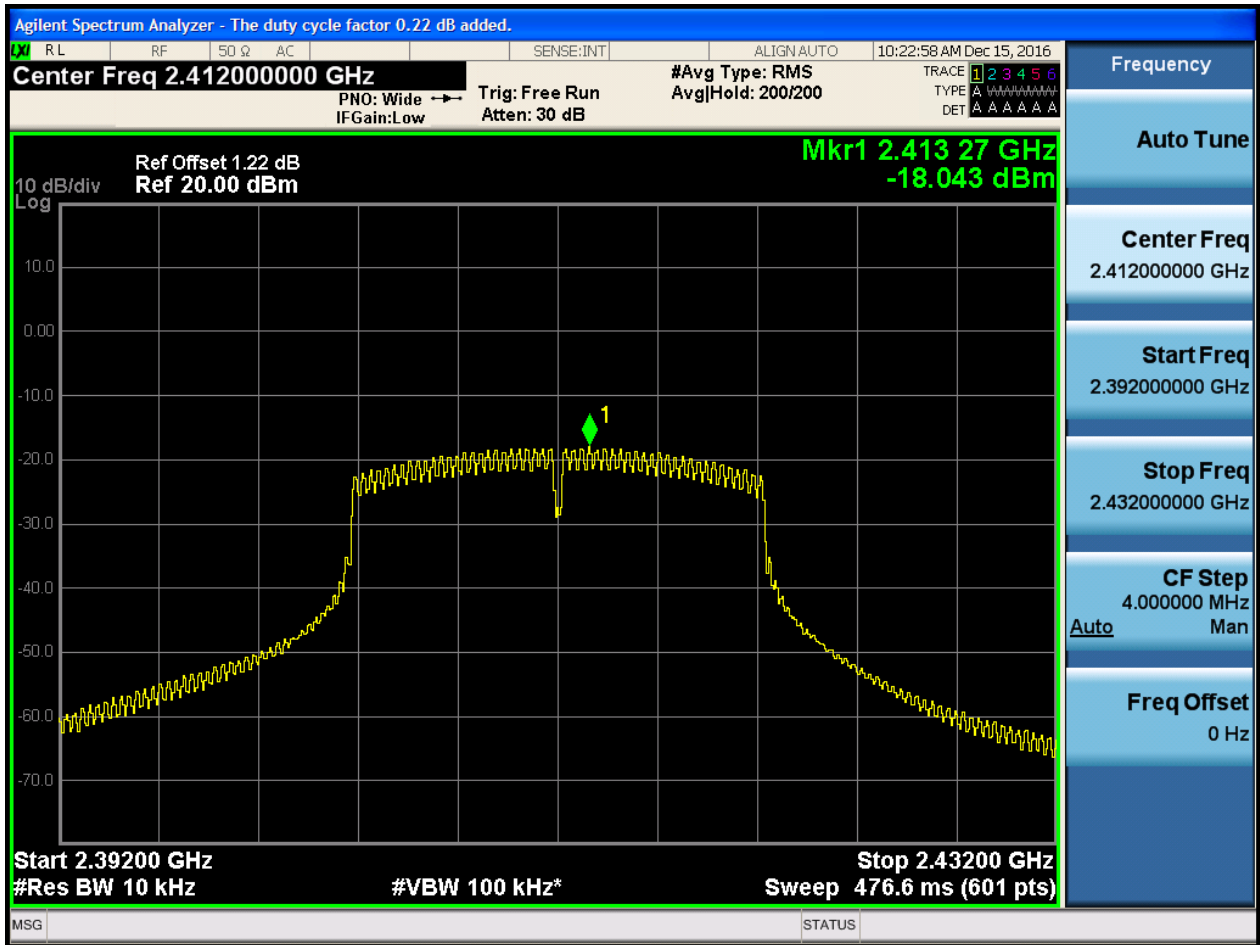 Agilent Spectrum Analyzer - The duty cycle factor 0.22 dB added.
LXI RL RF 50 Ω AC SENSE:INT ALIGN AUTO 10:22:58 AM Dec 15, 2016
Center Freq 2.412000000 GHz
PNO: Wide
IFGain:Low
Trig: Free Run
Atten: 30 dB
#Avg Type: RMS
Avg|Hold: 200/200
TRACE 1 2 3 4 5 6
TYPE A WWWWW
DET A A A A A A
Ref Offset 1.22 dB
Ref 20.00 dBm
10 dB/div
Log
Mkr1 2.413 27 GHz
-18.043 dBm
10.0
0.00
-10.0
1
-20.0
-30.0
-40.0
-50.0
-60.0
-70.0
Start 2.39200 GHz
Stop 2.43200 GHz
#Res BW 10 kHz
#VBW 100 kHz*
Sweep 476.6 ms (601 pts)
MSG
STATUS
Frequency
Auto Tune
Center Freq
2.412000000 GHz
Start Freq
2.392000000 GHz
Stop Freq
2.432000000 GHz
CF Step
4.000000 MHz
Auto Man
Freq Offset
0 Hz